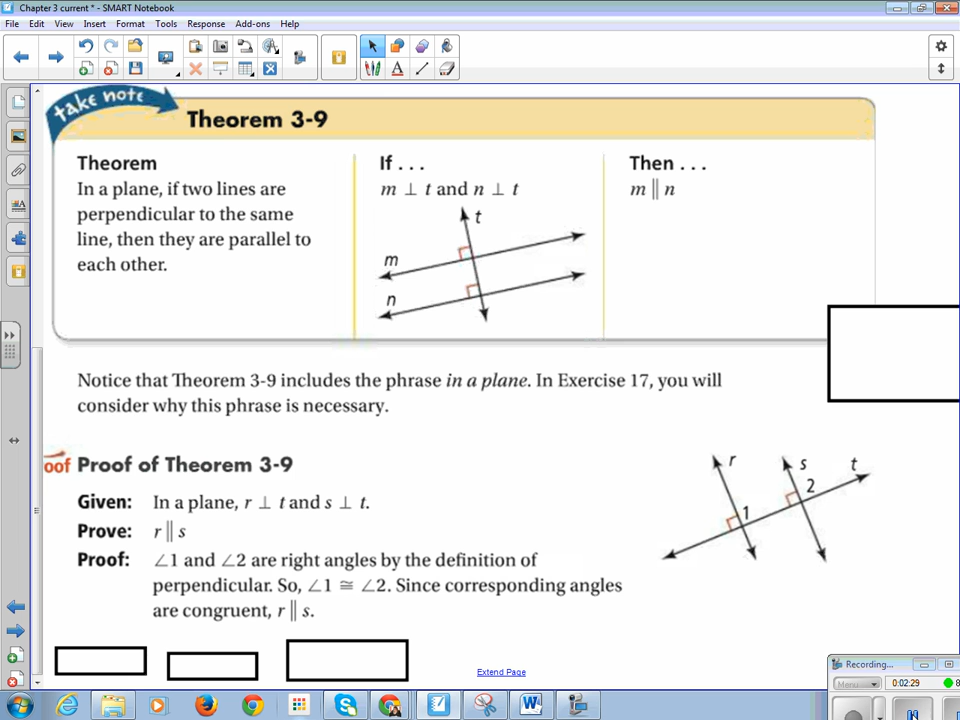 Chapter 3 current * - SMART Notebook
File Edit View Insert Format Tools Response Add-ons Help
take note
Theorem 3-9
Theorem
In a plane, if two lines are
perpendicular to the same
line, then they are parallel to
each other.
If . . .
m ⊥ t and n ⊥ t
t
m
n
Then . . .
m ∥ n
Notice that Theorem 3-9 includes the phrase in a plane. In Exercise 17, you will
consider why this phrase is necessary.
oof Proof of Theorem 3-9
Given: In a plane, r ⊥ t and s ⊥ t.
Prove: r ∥ s
Proof: ∠1 and ∠2 are right angles by the definition of
perpendicular. So, ∠1 ≅ ∠2. Since corresponding angles
are congruent, r ∥ s.
r s t
2
1
Extend Page
Recording...
Menu
0:02:29
8